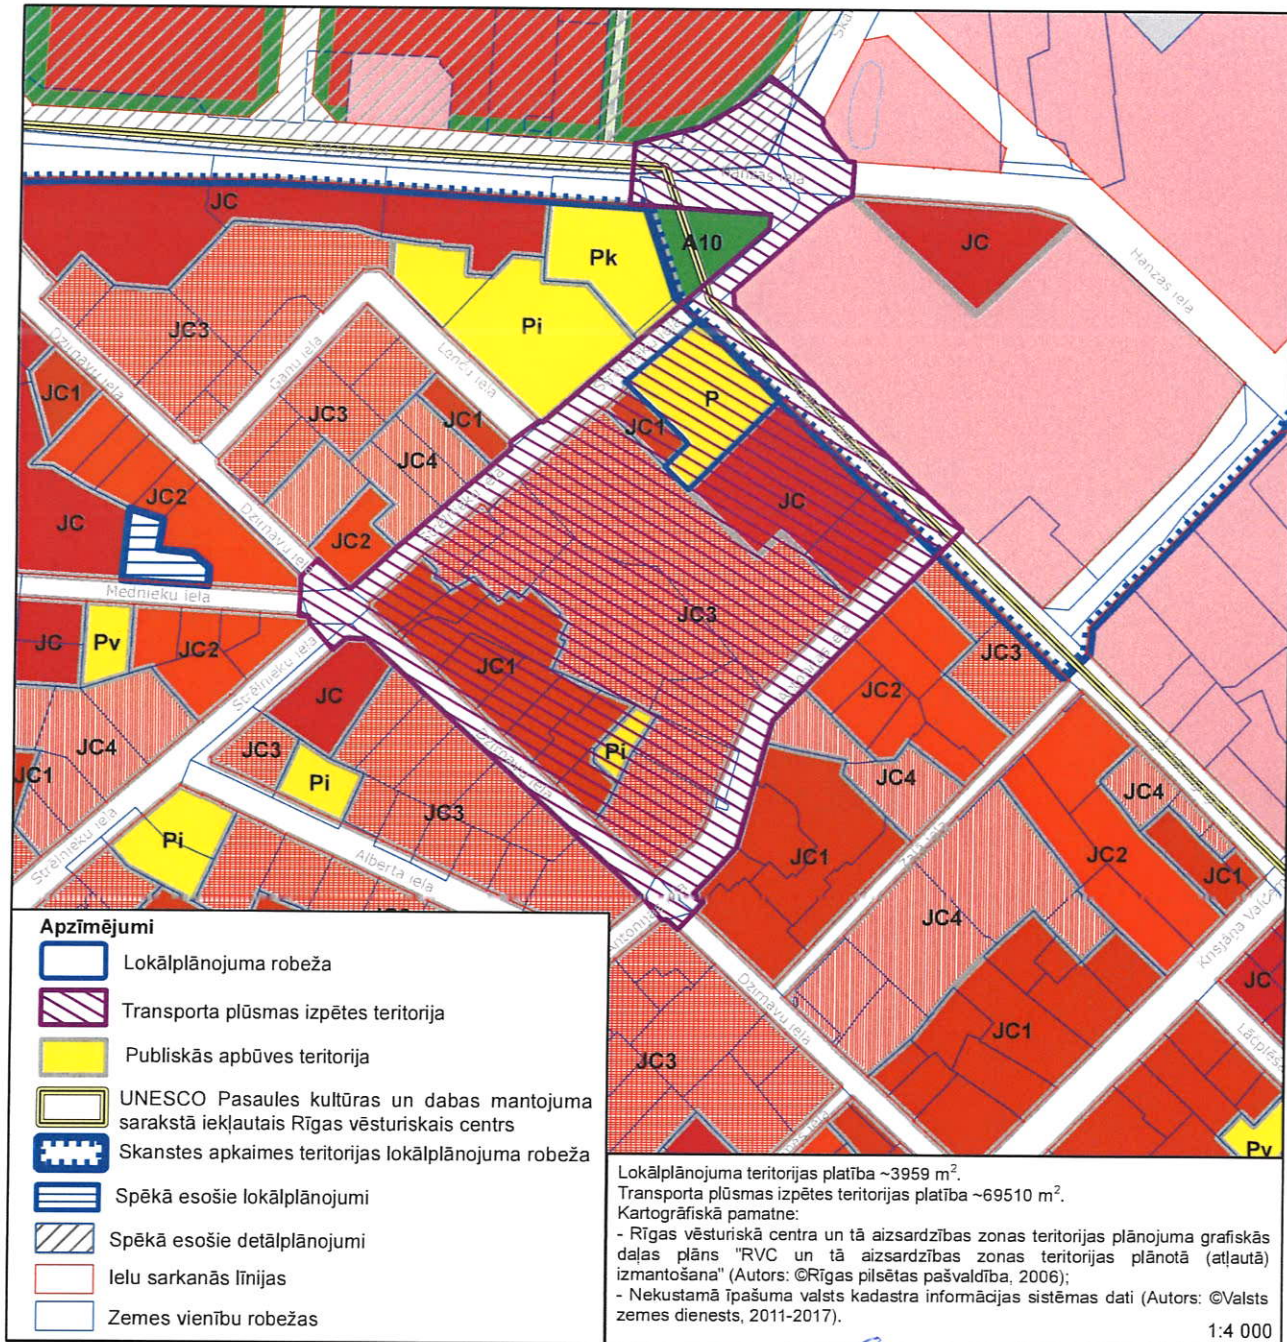 Hanzas iela
JC
A10
JC
Pk
Hanzas iela
Pi
JC3
Dzirnavu iela
Ganu iela
Lenču iela
P
JC1
JC3
JC1
JC1
JC4
JC
JC2
JC
Dzirnavu iela
JC2
Mednieku iela
JC3
JC
Pv
JC2
JC1
JC3
JC2
Strēlnieku iela
JC
JC4
JC3
Pi
Pi
JC4
JC4
JC1
Dzirnavu iela
JC3
Pi
Alberta iela
JC1
JC2
JC1
Strēlnieku iela
JC4
JC
Dzirnavu iela
JC1
JC3
Pv
Apzīmējumi
Lokālplānojuma robeža
Transporta plūsmas izpētes teritorija
Publiskās apbūves teritorija
UNESCO Pasaules kultūras un dabas mantojuma
sarakstā iekļautais Rīgas vēsturiskais centrs
Skanstes apkaimes teritorijas lokālplānojuma robeža
Spēkā esošie lokālplānojumi
Spēkā esošie detālplānojumi
Ielu sarkanās līnijas
Zemes vienību robežas
Lokālplānojuma teritorijas platība ~3959 m².
Transporta plūsmas izpētes teritorijas platība ~69510 m².
Kartogrāfiskā pamatne:
- Rīgas vēsturiskā centra un tā aizsardzības zonas teritorijas plānojuma grafiskās
daļas plāns "RVC un tā aizsardzības zonas teritorijas plānotā (atļautā)
izmantošana" (Autors: ©Rīgas pilsētas pašvaldība, 2006);
- Nekustamā īpašuma valsts kadastra informācijas sistēmas dati (Autors: ©Valsts
zemes dienests, 2011-2017).
1:4 000